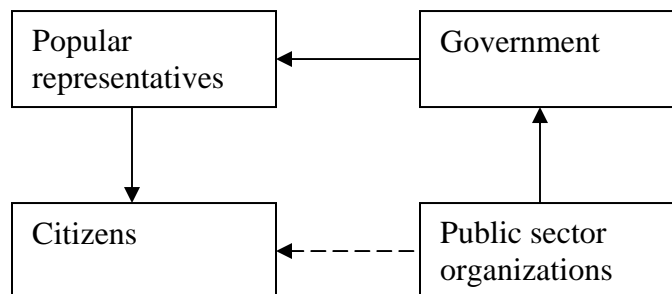 Popular
representatives
Government
Citizens
Public sector
organizations